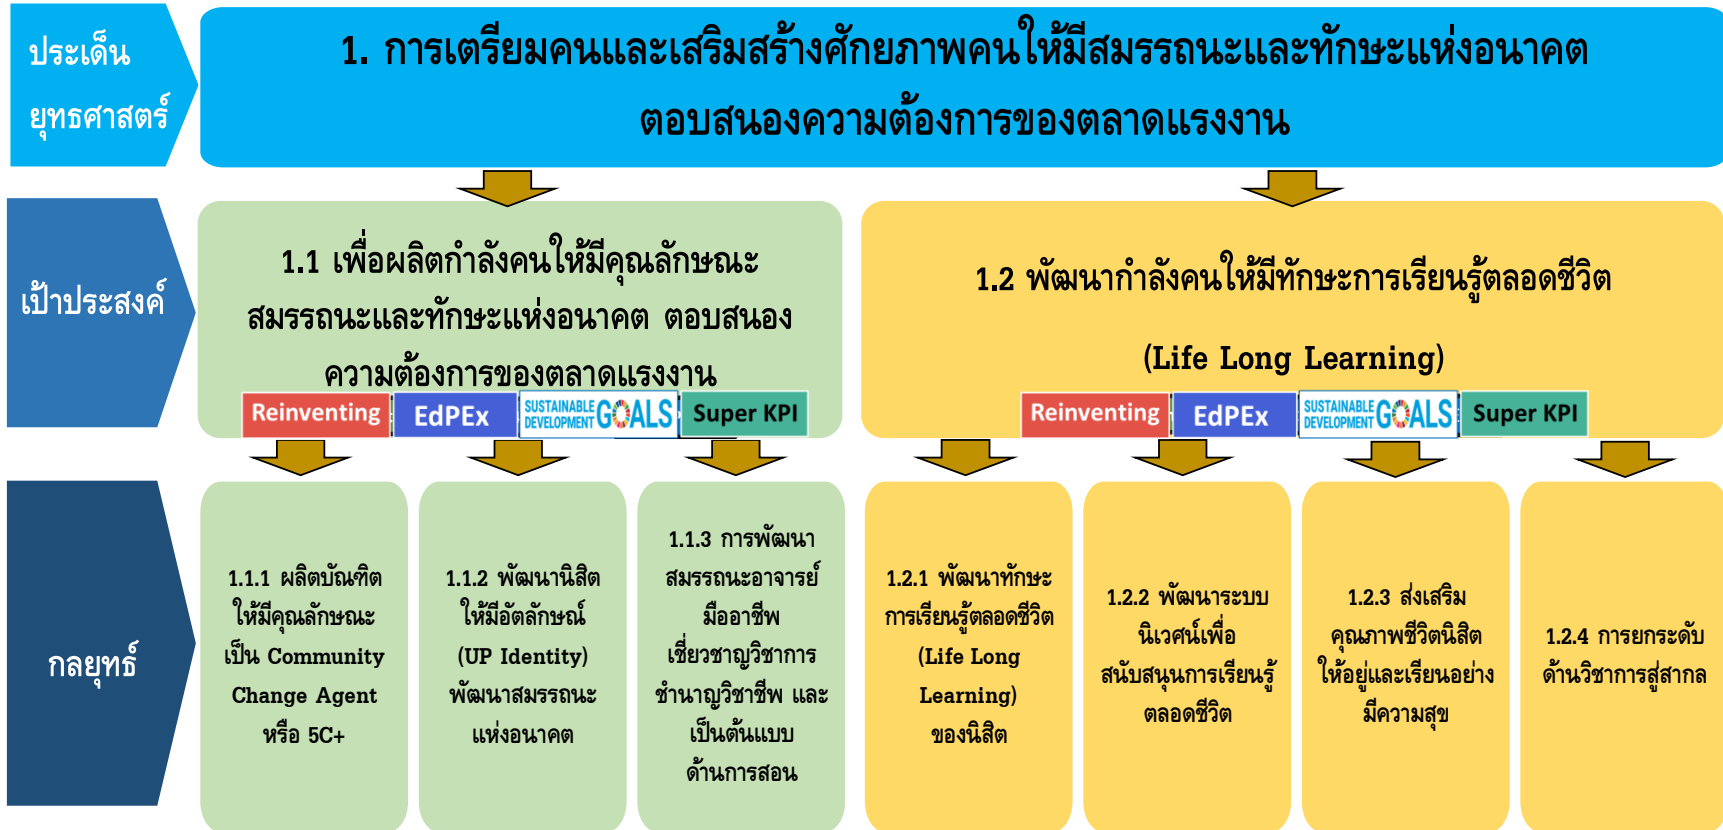 ประเด็น
ยุทธศาสตร์
1. การเตรียมคนและเสริมสร้างศักยภาพคนให้มีสมรรถนะและทักษะแห่งอนาคต
ตอบสนองความต้องการของตลาดแรงงาน
เป้าประสงค์
1.1 เพื่อผลิตกำลังคนให้มีคุณลักษณะ
สมรรถนะและทักษะแห่งอนาคต ตอบสนอง
ความต้องการของตลาดแรงงาน
Reinventing
EdPEx
SUSTAINABLE
DEVELOPMENT
GOALS
Super KPI
1.2 พัฒนากำลังคนให้มีทักษะการเรียนรู้ตลอดชีวิต
(Life Long Learning)
Reinventing
EdPEx
SUSTAINABLE
DEVELOPMENT
GOALS
Super KPI
กลยุทธ์
1.1.1 ผลิตบัณฑิต
ให้มีคุณลักษณะ
เป็น Community
Change Agent
หรือ 5C+
1.1.2 พัฒนานิสิต
ให้มีอัตลักษณ์
(UP Identity)
พัฒนาสมรรถนะ
แห่งอนาคต
1.1.3 การพัฒนา
สมรรถนะอาจารย์
มืออาชีพ
เชี่ยวชาญวิชาการ
ชำนาญวิชาชีพ และ
เป็นต้นแบบ
ด้านการสอน
1.2.1 พัฒนาทักษะ
การเรียนรู้ตลอดชีวิต
(Life Long
Learning)
ของนิสิต
1.2.2 พัฒนาระบบ
นิเวศน์เพื่อ
สนับสนุนการเรียนรู้
ตลอดชีวิต
1.2.3 ส่งเสริม
คุณภาพชีวิตนิสิต
ให้อยู่และเรียนอย่าง
มีความสุข
1.2.4 การยกระดับ
ด้านวิชาการสู่สากล